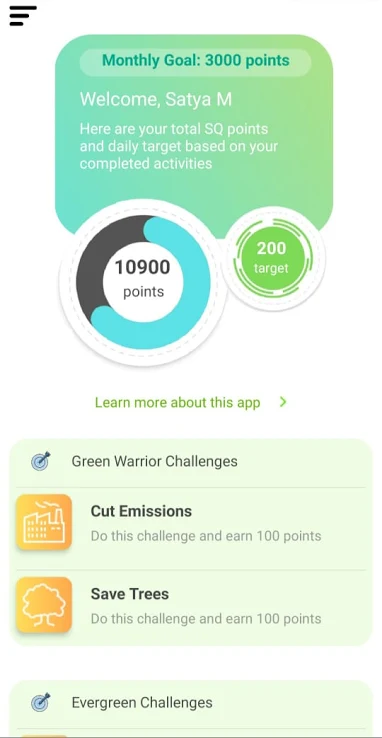 Monthly Goal: 3000 points
Welcome, Satya M
Here are your total SQ points
and daily target based on your
completed activities
10900
points
200
target
Learn more about this app
Green Warrior Challenges
Cut Emissions
Do this challenge and earn 100 points
Save Trees
Do this challenge and earn 100 points
Evergreen Challenges